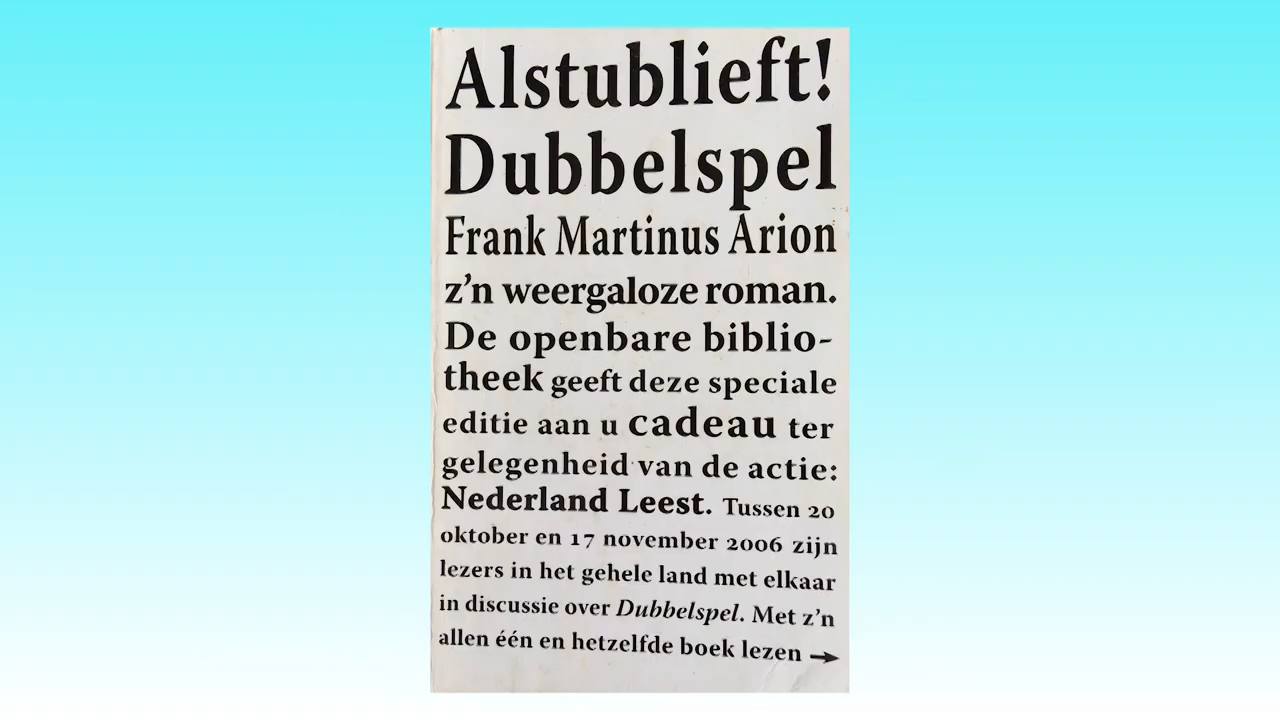 Alstublieft!
Dubbelspel
Frank Martinus Arion
z’n weergaloze roman.
De openbare biblio-
theek geeft deze speciale
editie aan u cadeau ter
gelegenheid van de actie:
Nederland Leest. Tussen 20
oktober en 17 november 2006 zijn
lezers in het gehele land met elkaar
in discussie over Dubbelspel. Met z’n
allen één en hetzelfde boek lezen →